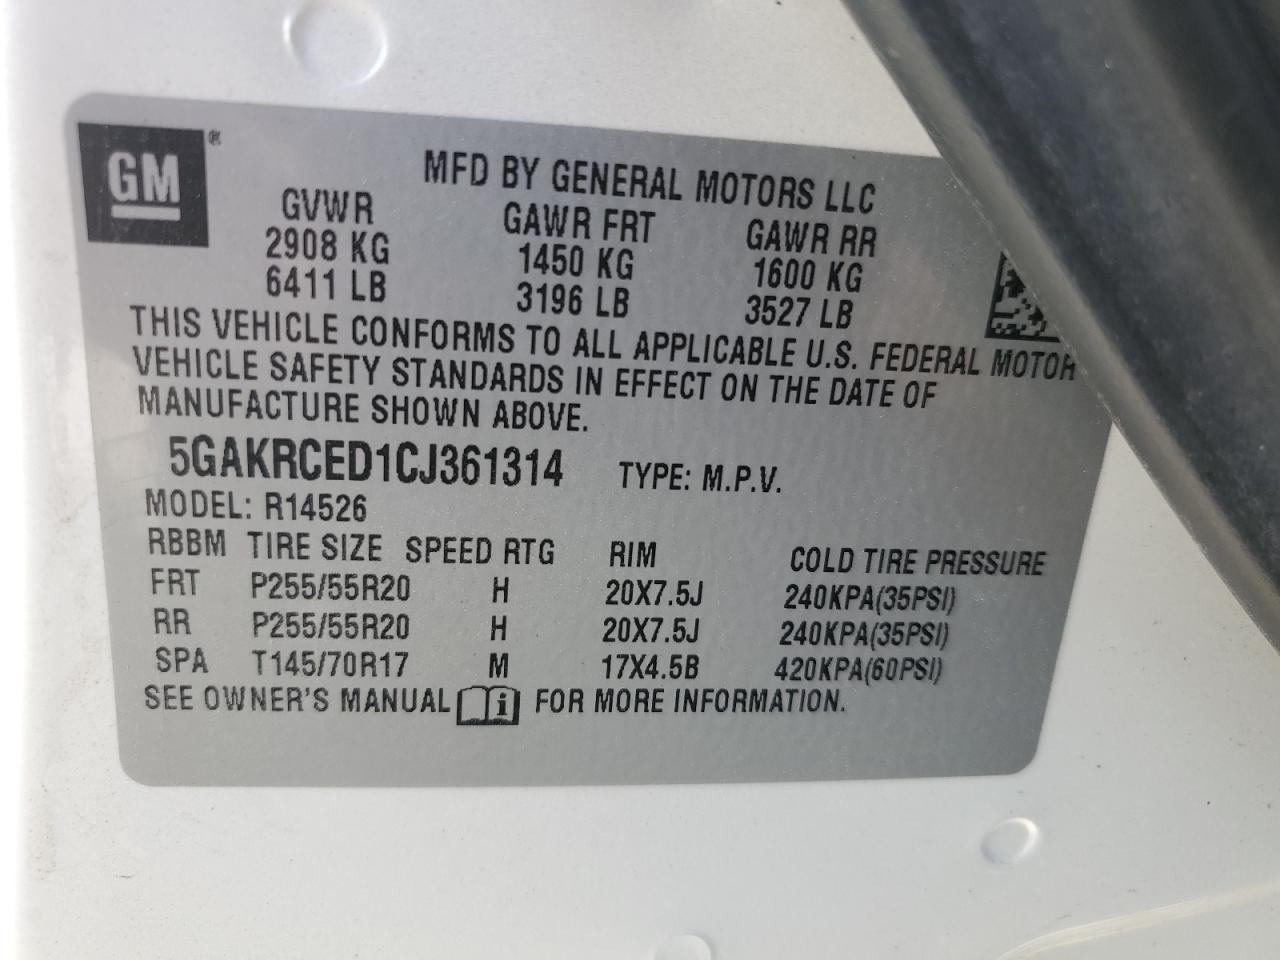 GM ®
MFD BY GENERAL MOTORS LLC
GVWR GAWR FRT GAWR RR
2908 KG 1450 KG 1600 KG
6411 LB 3196 LB 3527 LB
THIS VEHICLE CONFORMS TO ALL APPLICABLE U.S. FEDERAL MOTOR
VEHICLE SAFETY STANDARDS IN EFFECT ON THE DATE OF
MANUFACTURE SHOWN ABOVE.
5GAKRCED1CJ361314 TYPE: M.P.V.
MODEL: R14526
RBBM TIRE SIZE SPEED RTG RIM COLD TIRE PRESSURE
FRT P255/55R20 H 20X7.5J 240KPA(35PSI)
RR P255/55R20 H 20X7.5J 240KPA(35PSI)
SPA T145/70R17 M 17X4.5B 420KPA(60PSI)
SEE OWNER'S MANUAL i FOR MORE INFORMATION.